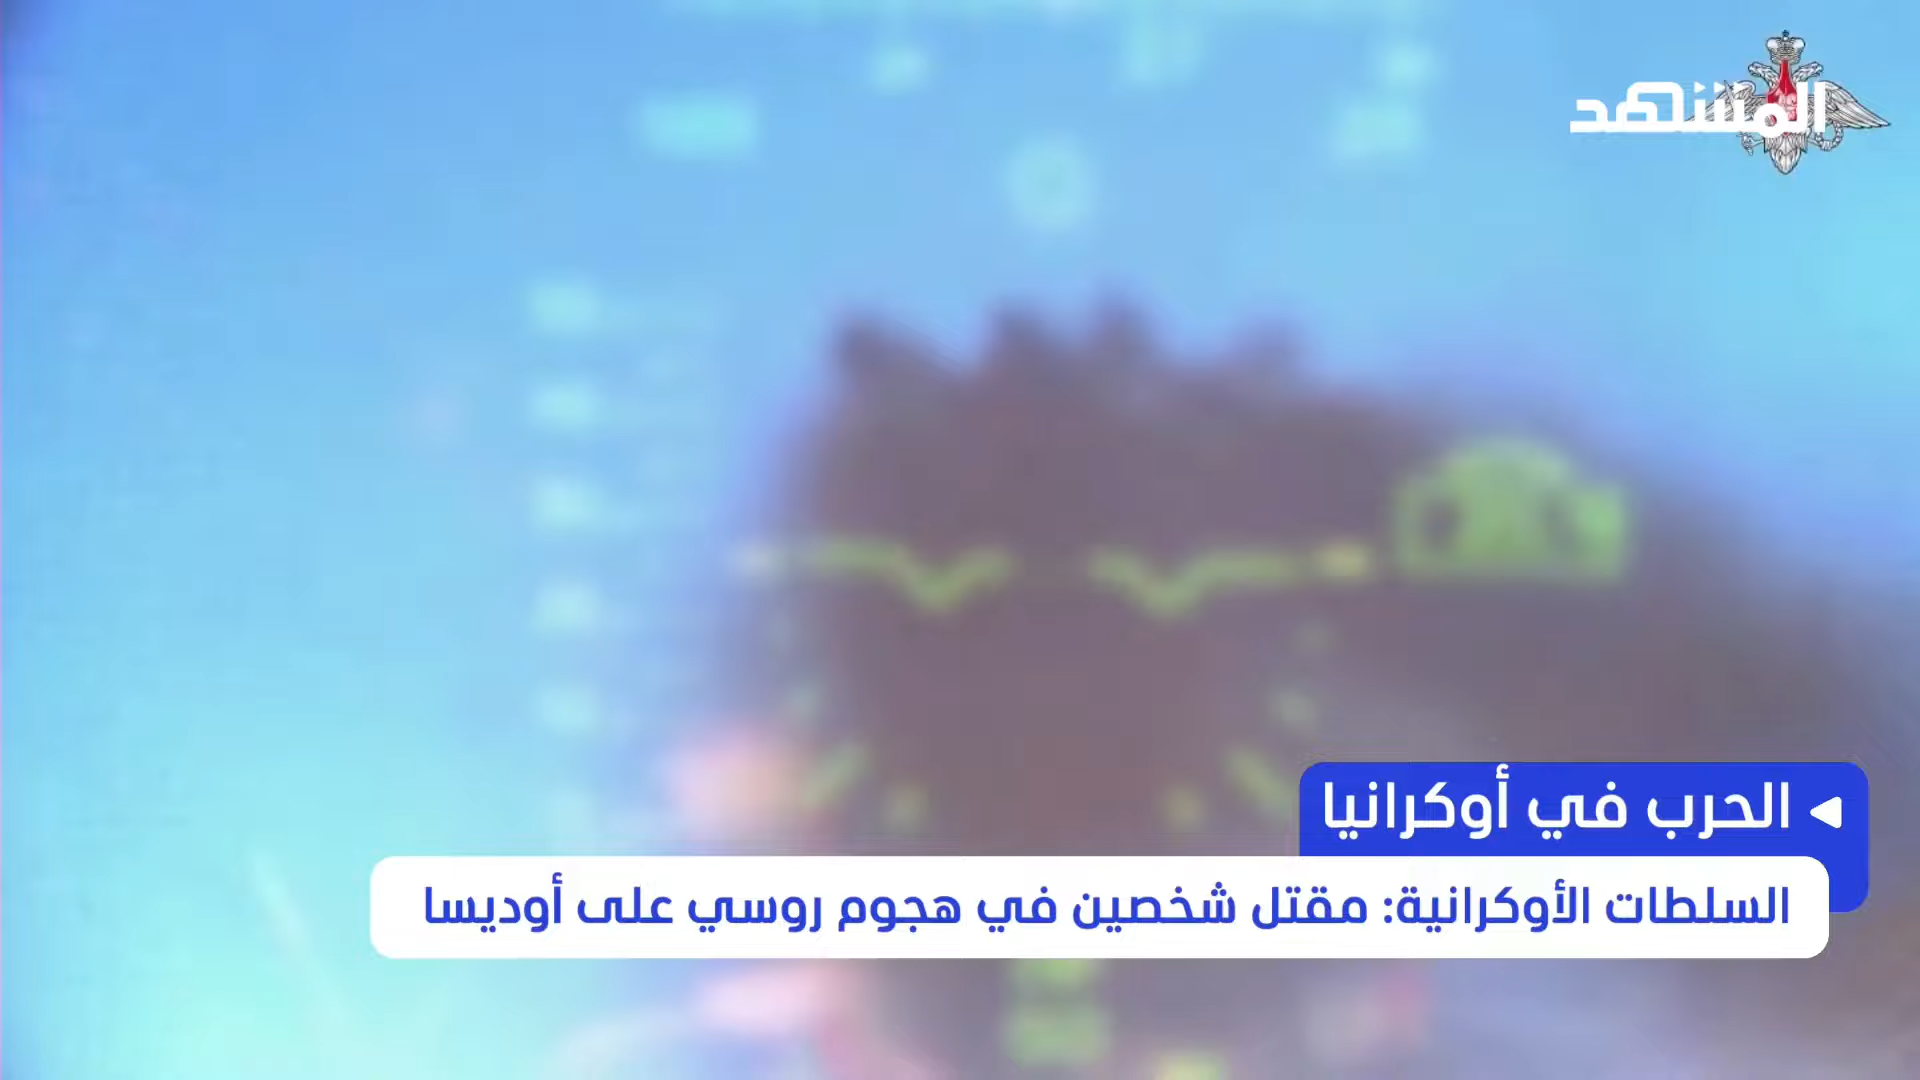 المشهد
الحرب في أوكرانيا
السلطات الأوكرانية: مقتل شخصين في هجوم روسي على أوديسا